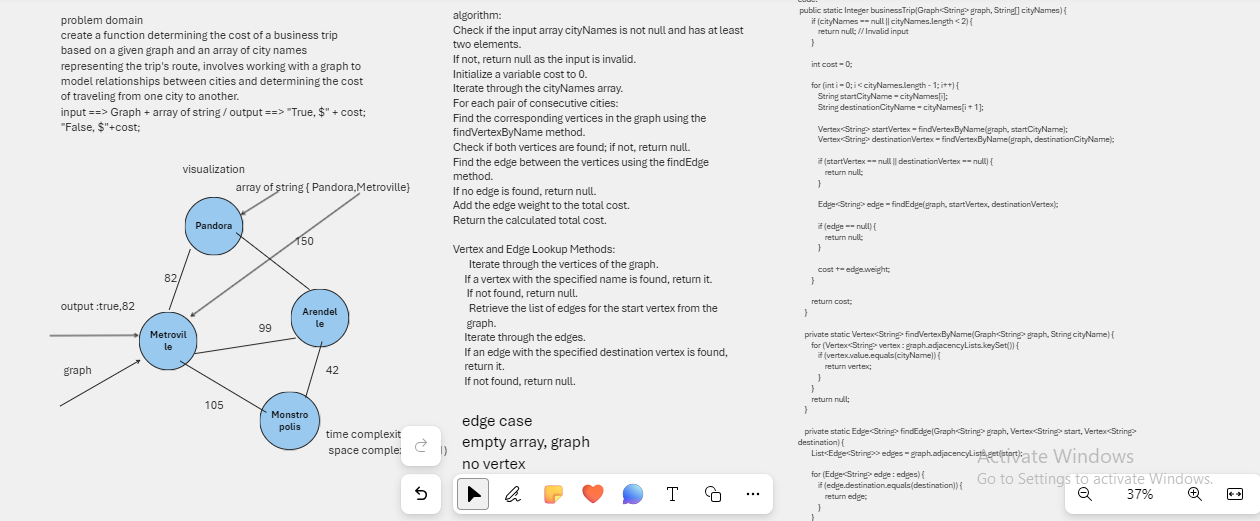 problem domain
create a function determining the cost of a business trip
based on a given graph and an array of city names
representing the trip's route, involves working with a graph to
model relationships between cities and determining the cost
of traveling from one city to another.
input ==> Graph + array of string / output ==> "True, $" + cost;
"False, $"+cost;
visualization
array of string { Pandora,Metroville}
Pandora
150
82
output :true,82
Arendel
le
Metrovil
le
99
graph
42
105
Monstro
polis
time complexit
space comple
algorithm:
Check if the input array cityNames is not null and has at least
two elements.
If not, return null as the input is invalid.
Initialize a variable cost to 0.
Iterate through the cityNames array.
For each pair of consecutive cities:
Find the corresponding vertices in the graph using the
findVertexByName method.
Check if both vertices are found; if not, return null.
Find the edge between the vertices using the findEdge
method.
If no edge is found, return null.
Add the edge weight to the total cost.
Return the calculated total cost.
Vertex and Edge Lookup Methods:
Iterate through the vertices of the graph.
If a vertex with the specified name is found, return it.
If not found, return null.
Retrieve the list of edges for the start vertex from the
graph.
Iterate through the edges.
If an edge with the specified destination vertex is found,
return it.
If not found, return null.
edge case
empty array, graph
no vertex
public static Integer businessTrip(Graph<String> graph, String[] cityNames) {
if (cityNames == null || cityNames.length < 2) {
return null; // Invalid input
}
int cost = 0;
for (int i = 0; i < cityNames.length - 1; i++) {
String startCityName = cityNames[i];
String destinationCityName = cityNames[i + 1];
Vertex<String> startVertex = findVertexByName(graph, startCityName);
Vertex<String> destinationVertex = findVertexByName(graph, destinationCityName);
if (startVertex == null || destinationVertex == null) {
return null;
}
Edge<String> edge = findEdge(graph, startVertex, destinationVertex);
if (edge == null) {
return null;
}
cost += edge.weight;
}
return cost;
}
private static Vertex<String> findVertexByName(Graph<String> graph, String cityName) {
for (Vertex<String> vertex : graph.adjacencyLists.keySet()) {
if (vertex.value.equals(cityName)) {
return vertex;
}
}
return null;
}
private static Edge<String> findEdge(Graph<String> graph, Vertex<String> start, Vertex<String>
destination) {
List<Edge<String>> edges = graph.adjacencyLists.get(start);
for (Edge<String> edge : edges) {
if (edge.destination.equals(destination)) {
return edge;
}
}
Activate Windows
Go to Settings to activate Windows.
T
37%